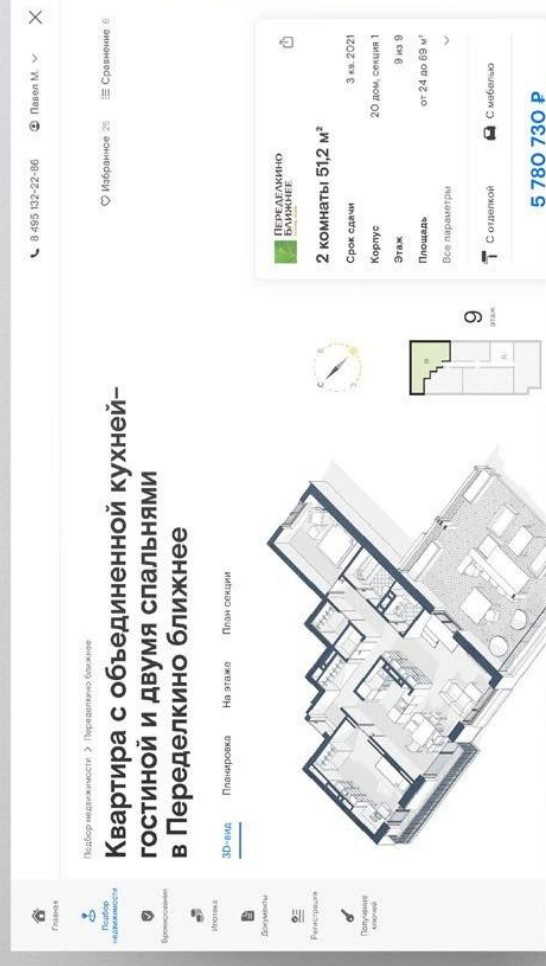 8 495 132-22-86
Павел М.
Главная
Подбор
недвижимости
Бронирование
Ипотека
Документы
Регистрация
Получение
ключей
Подбор недвижимости > Переделкино ближнее
Избранное 25
Сравнение 6
Квартира с объединенной кухней-
гостиной и двумя спальнями
в Переделкино ближнее
3D-вид
Планировка
На этаже
План секции
С
9
этаж
ПЕРЕДЕЛКИНО
БЛИЖНЕЕ
2 комнаты 51,2 м²
Срок сдачи 3 кв. 2021
Корпус 20 дом, секция 1
Этаж 9 из 9
Площадь от 24 до 89 м²
Все параметры
С отделкой
С мебелью
5 780 730 ₽